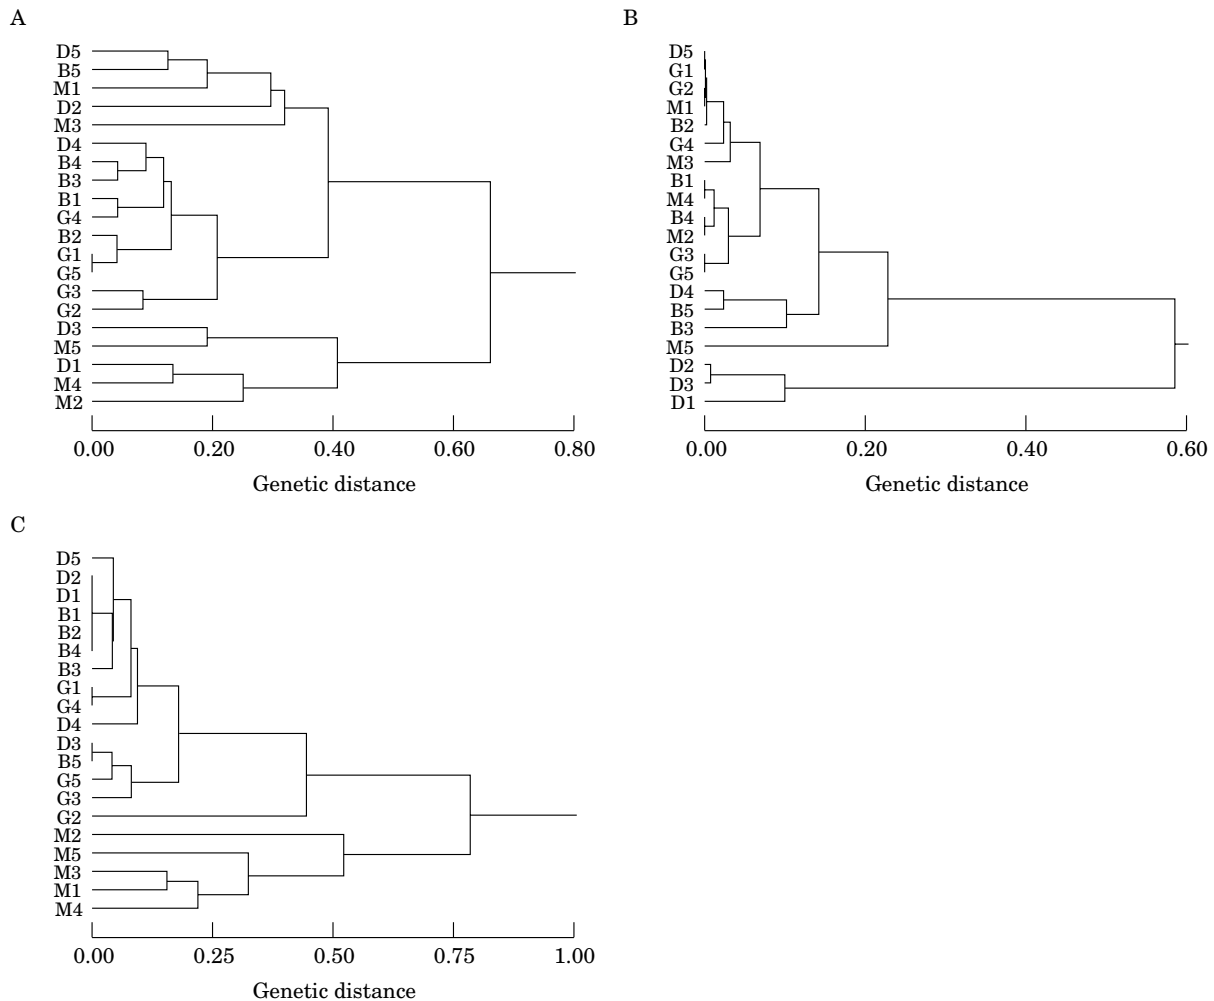 A
D5
B5
M1
D2
M3
D4
B4
B3
B1
G4
B2
G1
G5
G3
G2
D3
M5
D1
M4
M2
0.00 0.20 0.40 0.60 0.80
Genetic distance
B
D5
G1
G2
M1
B2
G4
M3
B1
M4
B4
M2
G3
G5
D4
B5
B3
M5
D2
D3
D1
0.00 0.20 0.40 0.60
Genetic distance
C
D5
D2
D1
B1
B2
B4
B3
G1
G4
D4
D3
B5
G5
G3
G2
M2
M5
M3
M1
M4
0.00 0.25 0.50 0.75 1.00
Genetic distance